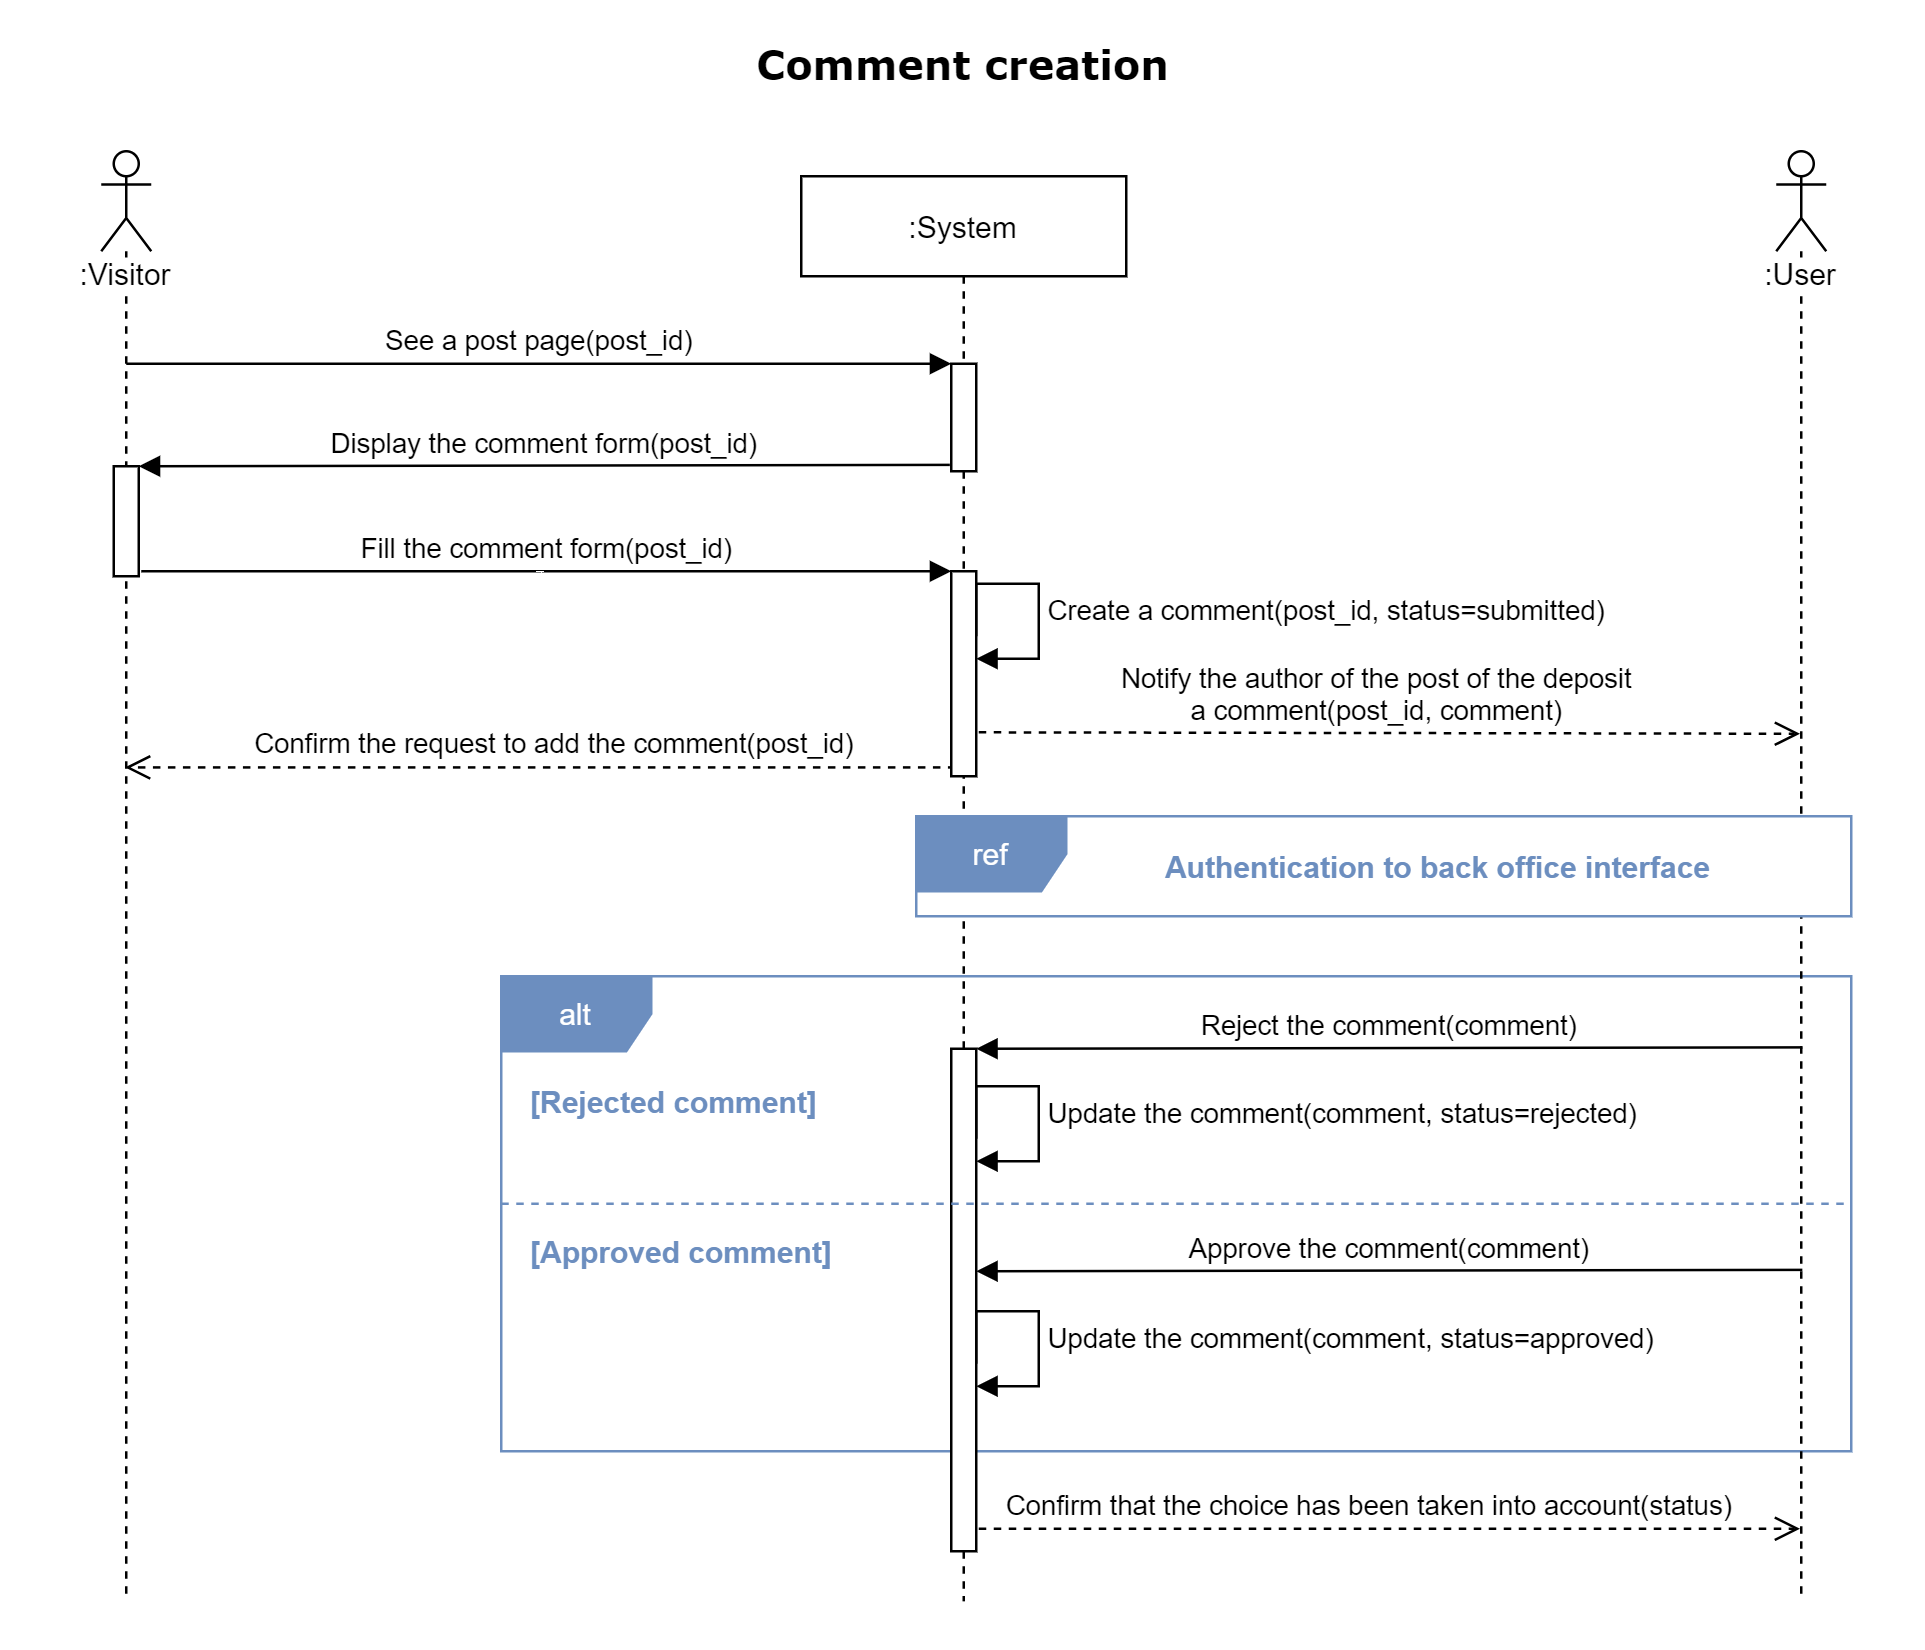 Comment creation
:Visitor
:System
:User
See a post page(post_id)
Display the comment form(post_id)
Fill the comment form(post_id)
Create a comment(post_id, status=submitted)
Notify the author of the post of the deposit
a comment(post_id, comment)
Confirm the request to add the comment(post_id)
ref
Authentication to back office interface
alt
Reject the comment(comment)
[Rejected comment]
Update the comment(comment, status=rejected)
[Approved comment]
Approve the comment(comment)
Update the comment(comment, status=approved)
Confirm that the choice has been taken into account(status)